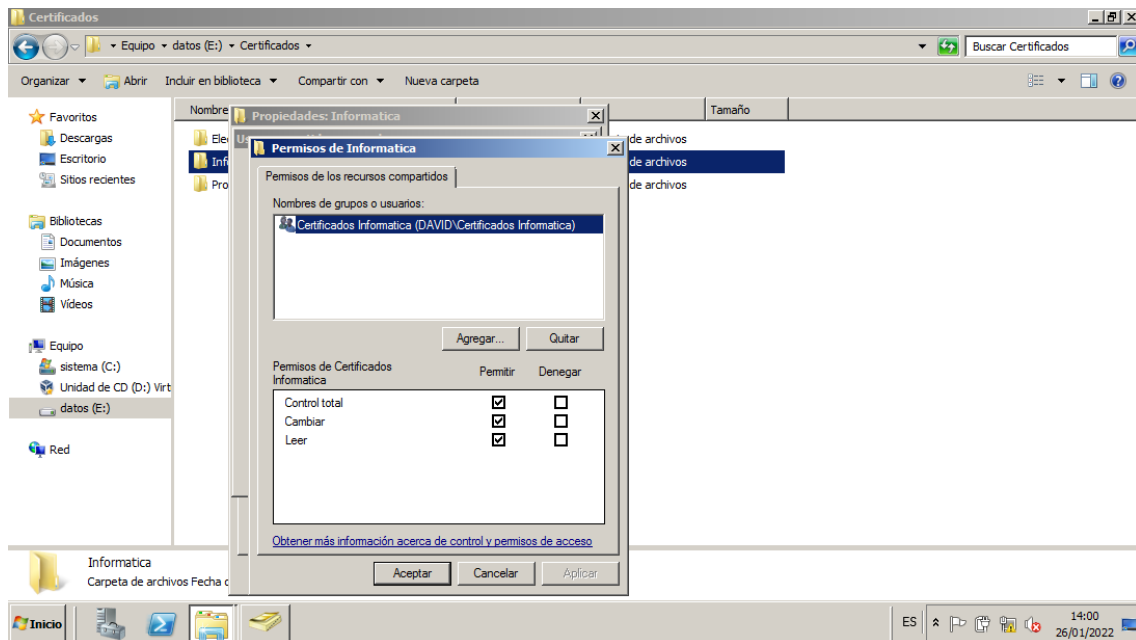 Certificados
Equipo datos (E:) Certificados
Buscar Certificados
Organizar Abrir Incluir en biblioteca Compartir con Nueva carpeta
Favoritos
Descargas
Escritorio
Sitios recientes
Bibliotecas
Documentos
Imágenes
Música
Vídeos
Equipo
sistema (C:)
Unidad de CD (D:) Virt
datos (E:)
Red
Nombre
Tamaño
Ele
de archivos
Inf
de archivos
Pro
de archivos
Propiedades: Informatica
Permisos de Informatica
Permisos de los recursos compartidos
Nombres de grupos o usuarios:
Certificados Informatica (DAVID\Certificados Informatica)
Agregar... Quitar
Permisos de Certificados
Informatica
Permitir Denegar
Control total
Cambiar
Leer
Obtener más información acerca de control y permisos de acceso
Aceptar Cancelar Aplicar
Informatica
Carpeta de archivos Fecha d
Inicio
ES
14:00
26/01/2022